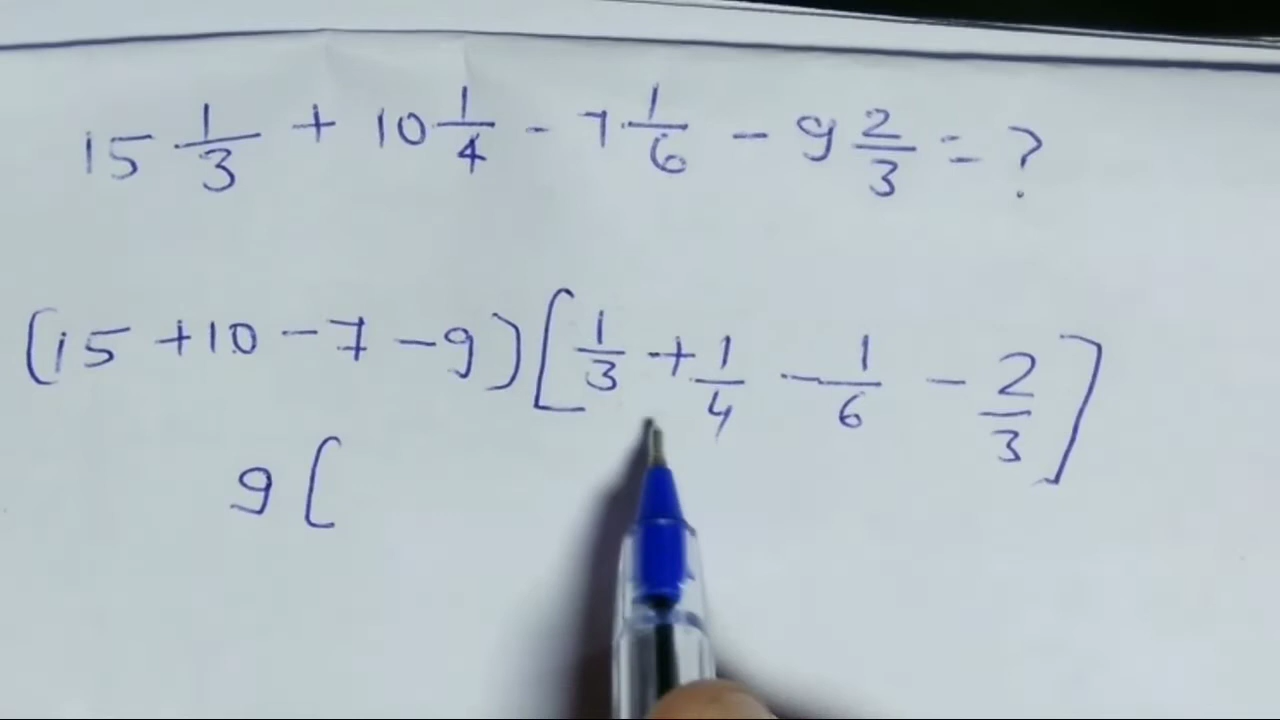 15 1/3 + 10 1/4 - 7 1/6 - 9 2/3 = ?
(15 + 10 - 7 - 9) [1/3 + 1/4 - 1/6 - 2/3]
9 [